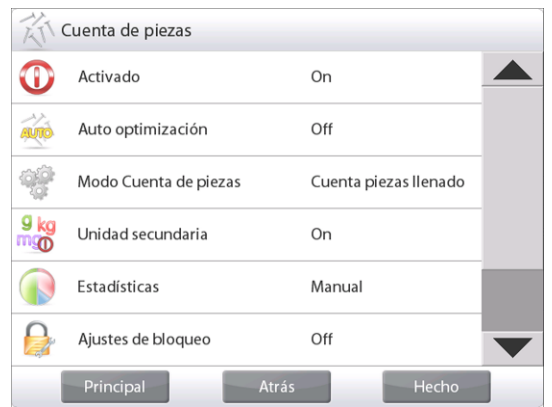 Cuenta de piezas
Activado On
AUTO Auto optimización Off
Modo Cuenta de piezas Cuenta piezas llenado
g kg mg Unidad secundaria On
Estadísticas Manual
Ajustes de bloqueo Off
Principal Atrás Hecho